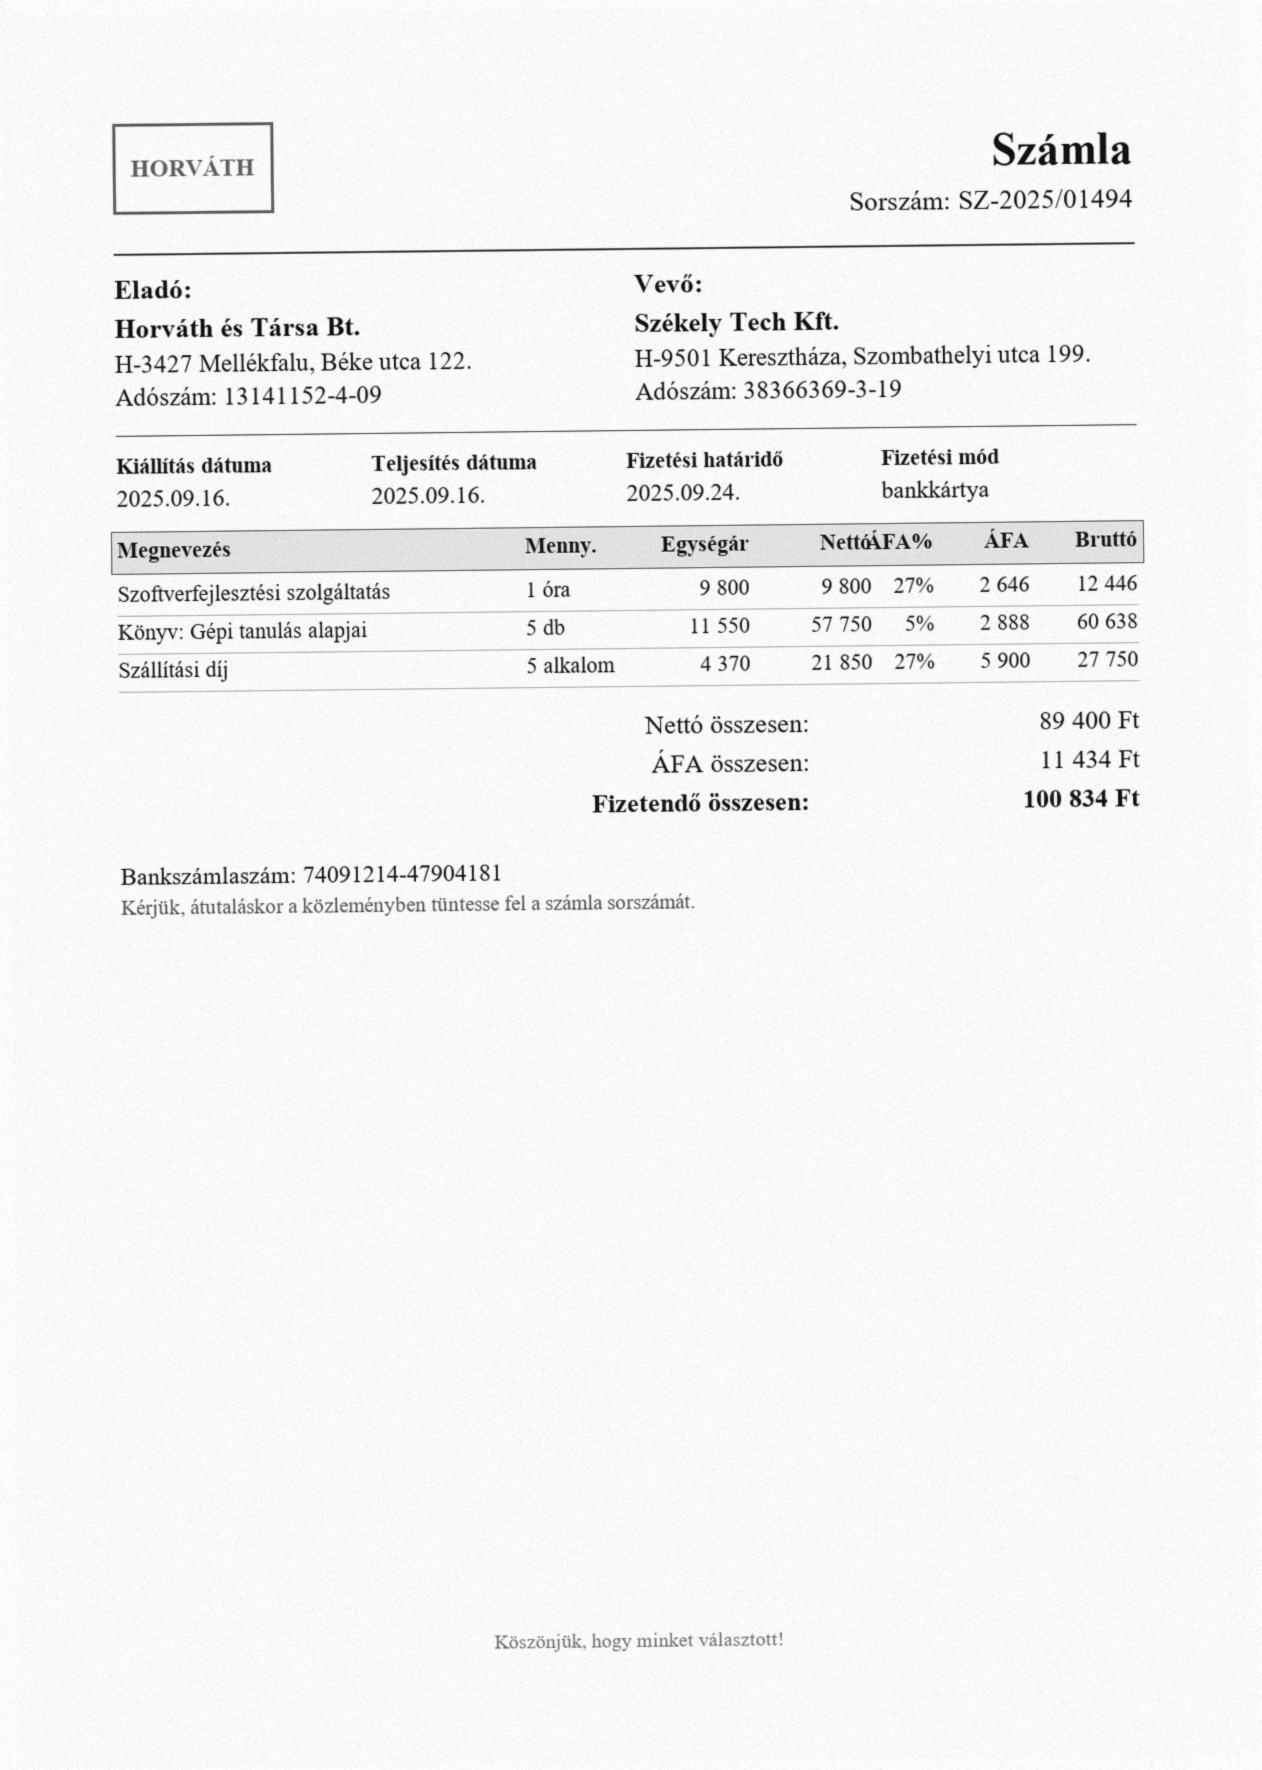 HORVÁTH
Számla
Sorszám: SZ-2025/01494
Eladó:
Horváth és Társa Bt.
H-3427 Mellékfalu, Béke utca 122.
Adószám: 13141152-4-09
Vevő:
Székely Tech Kft.
H-9501 Keresztháza, Szombathelyi utca 199.
Adószám: 38366369-3-19
Kiállítás dátuma Teljesítés dátuma Fizetési határidő Fizetési mód
2025.09.16. 2025.09.16. 2025.09.24. bankkártya
Megnevezés Menny. Egységár Nettó ÁFA% ÁFA Bruttó
Szoftverfejlesztési szolgáltatás 1 óra 9 800 9 800 27% 2 646 12 446
Könyv: Gépi tanulás alapjai 5 db 11 550 57 750 5% 2 888 60 638
Szállítási díj 5 alkalom 4 370 21 850 27% 5 900 27 750
Nettó összesen: 89 400 Ft
ÁFA összesen: 11 434 Ft
Fizetendő összesen: 100 834 Ft
Bankszámlaszám: 74091214-47904181
Kérjük, átutaláskor a közleményben tüntesse fel a számla sorszámát.
Köszönjük, hogy minket választott!